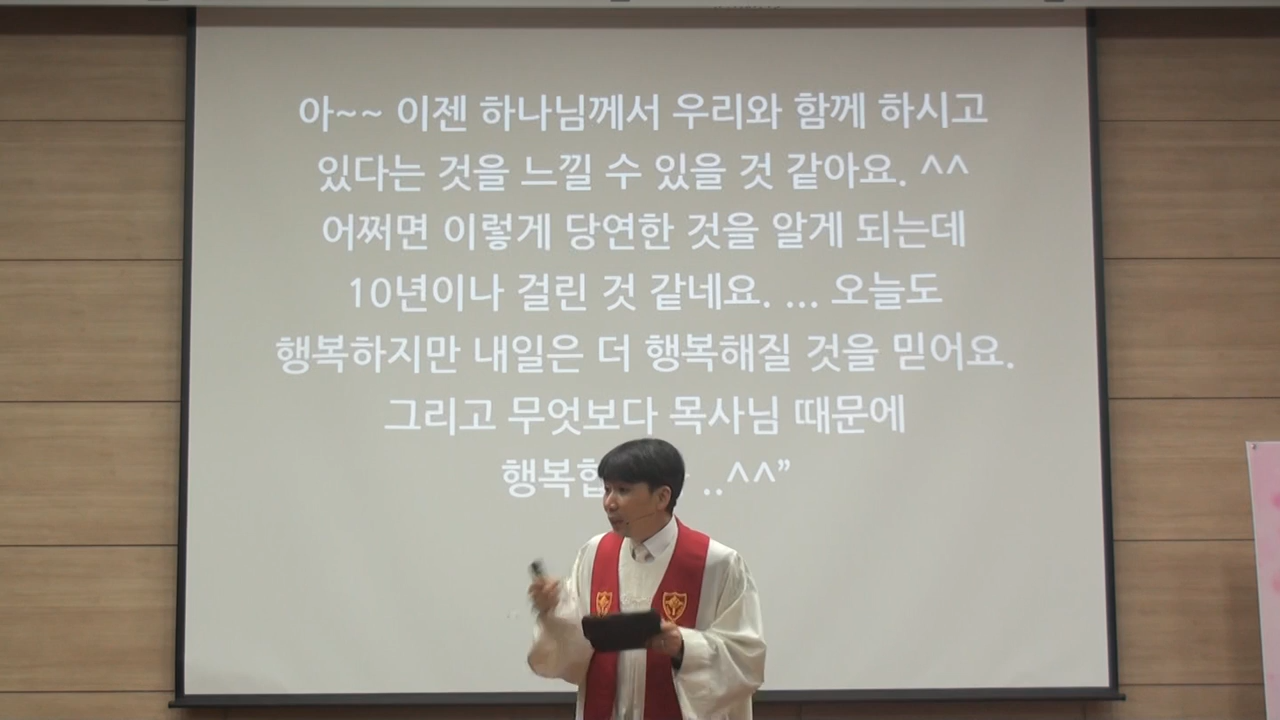 아~~ 이젠 하나님께서 우리와 함께 하시고
있다는 것을 느낄 수 있을 것 같아요. ^^
어쩌면 이렇게 당연한 것을 알게 되는데
10년이나 걸린 것 같네요. ... 오늘도
행복하지만 내일은 더 행복해질 것을 믿어요.
그리고 무엇보다 목사님 때문에
..^^”